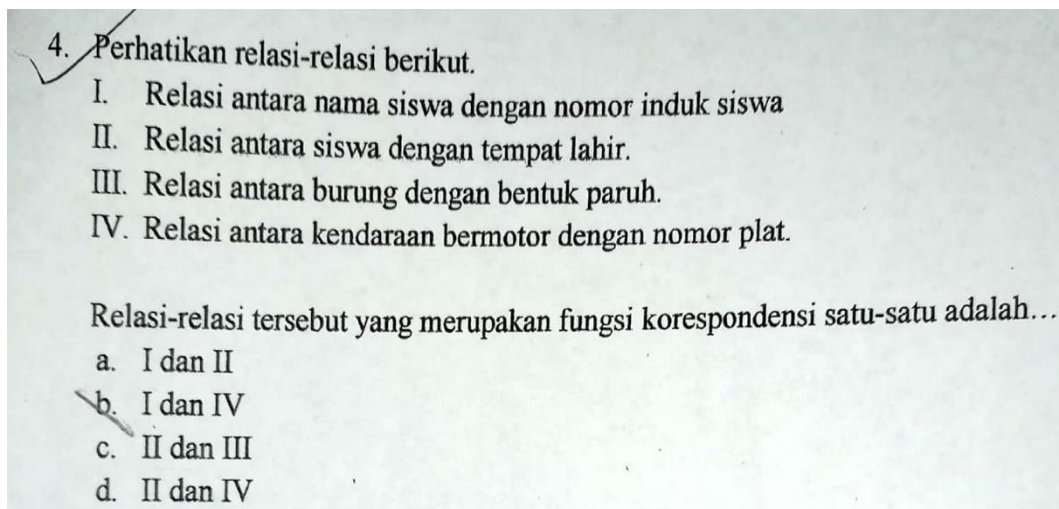 4. Perhatikan relasi-relasi berikut.
I. Relasi antara nama siswa dengan nomor induk siswa
II. Relasi antara siswa dengan tempat lahir.
III. Relasi antara burung dengan bentuk paruh.
IV. Relasi antara kendaraan bermotor dengan nomor plat.
Relasi-relasi tersebut yang merupakan fungsi korespondensi satu-satu adalah...
a. I dan II
b. I dan IV
c. II dan III
d. II dan IV